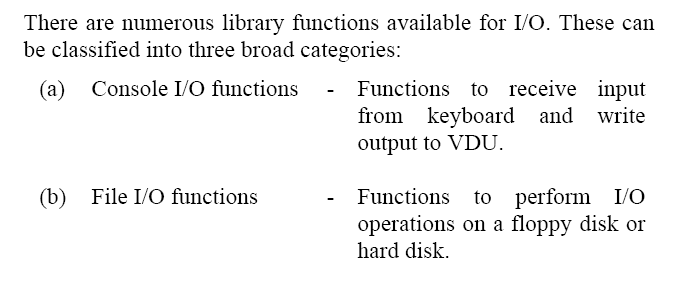 There are numerous library functions available for I/O. These can
be classified into three broad categories:
(a) Console I/O functions - Functions to receive input
from keyboard and write
output to VDU.
(b) File I/O functions - Functions to perform I/O
operations on a floppy disk or
hard disk.